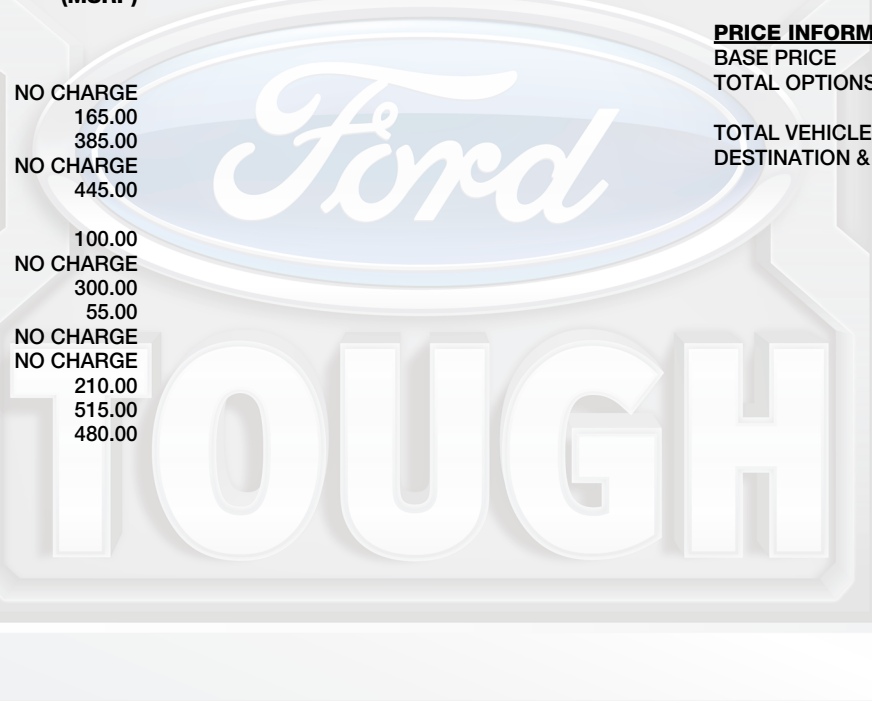 (MSRP)
NO CHARGE
165.00
385.00
NO CHARGE
445.00
100.00
NO CHARGE
300.00
55.00
NO CHARGE
NO CHARGE
210.00
515.00
480.00
PRICE INFORM
BASE PRICE
TOTAL OPTIONS
TOTAL VEHICLE
DESTINATION &
Ford
TOUGH